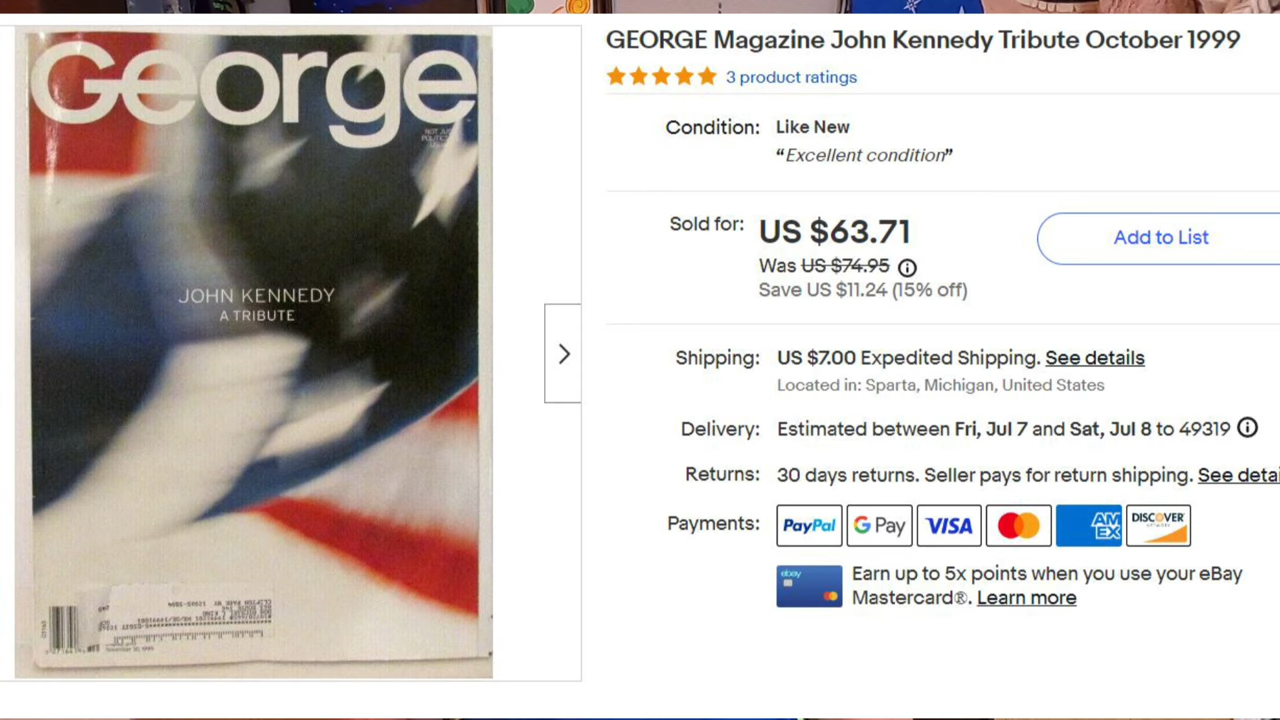 George
NOT JUST
POLITICS
JOHN KENNEDY
A TRIBUTE
GEORGE Magazine John Kennedy Tribute October 1999
3 product ratings
Condition: Like New
“Excellent condition”
Sold for: US $63.71
Add to List
Was US $74.95
Save US $11.24 (15% off)
Shipping: US $7.00 Expedited Shipping. See details
Located in: Sparta, Michigan, United States
Delivery: Estimated between Fri, Jul 7 and Sat, Jul 8 to 49319
Returns: 30 days returns. Seller pays for return shipping. See detai
Payments: PayPal G Pay VISA AM EX DISCOVER
ebay
Earn up to 5x points when you use your eBay
Mastercard®. Learn more